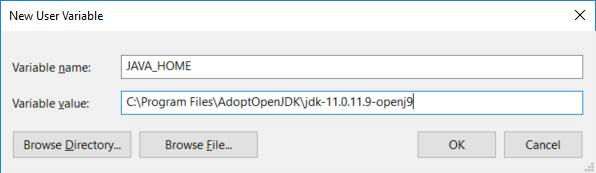 New User Variable
Variable name: JAVA_HOME
Variable value: C:\Program Files\AdoptOpenJDK\jdk-11.0.11.9-openj9
Browse Directory... Browse File... OK Cancel